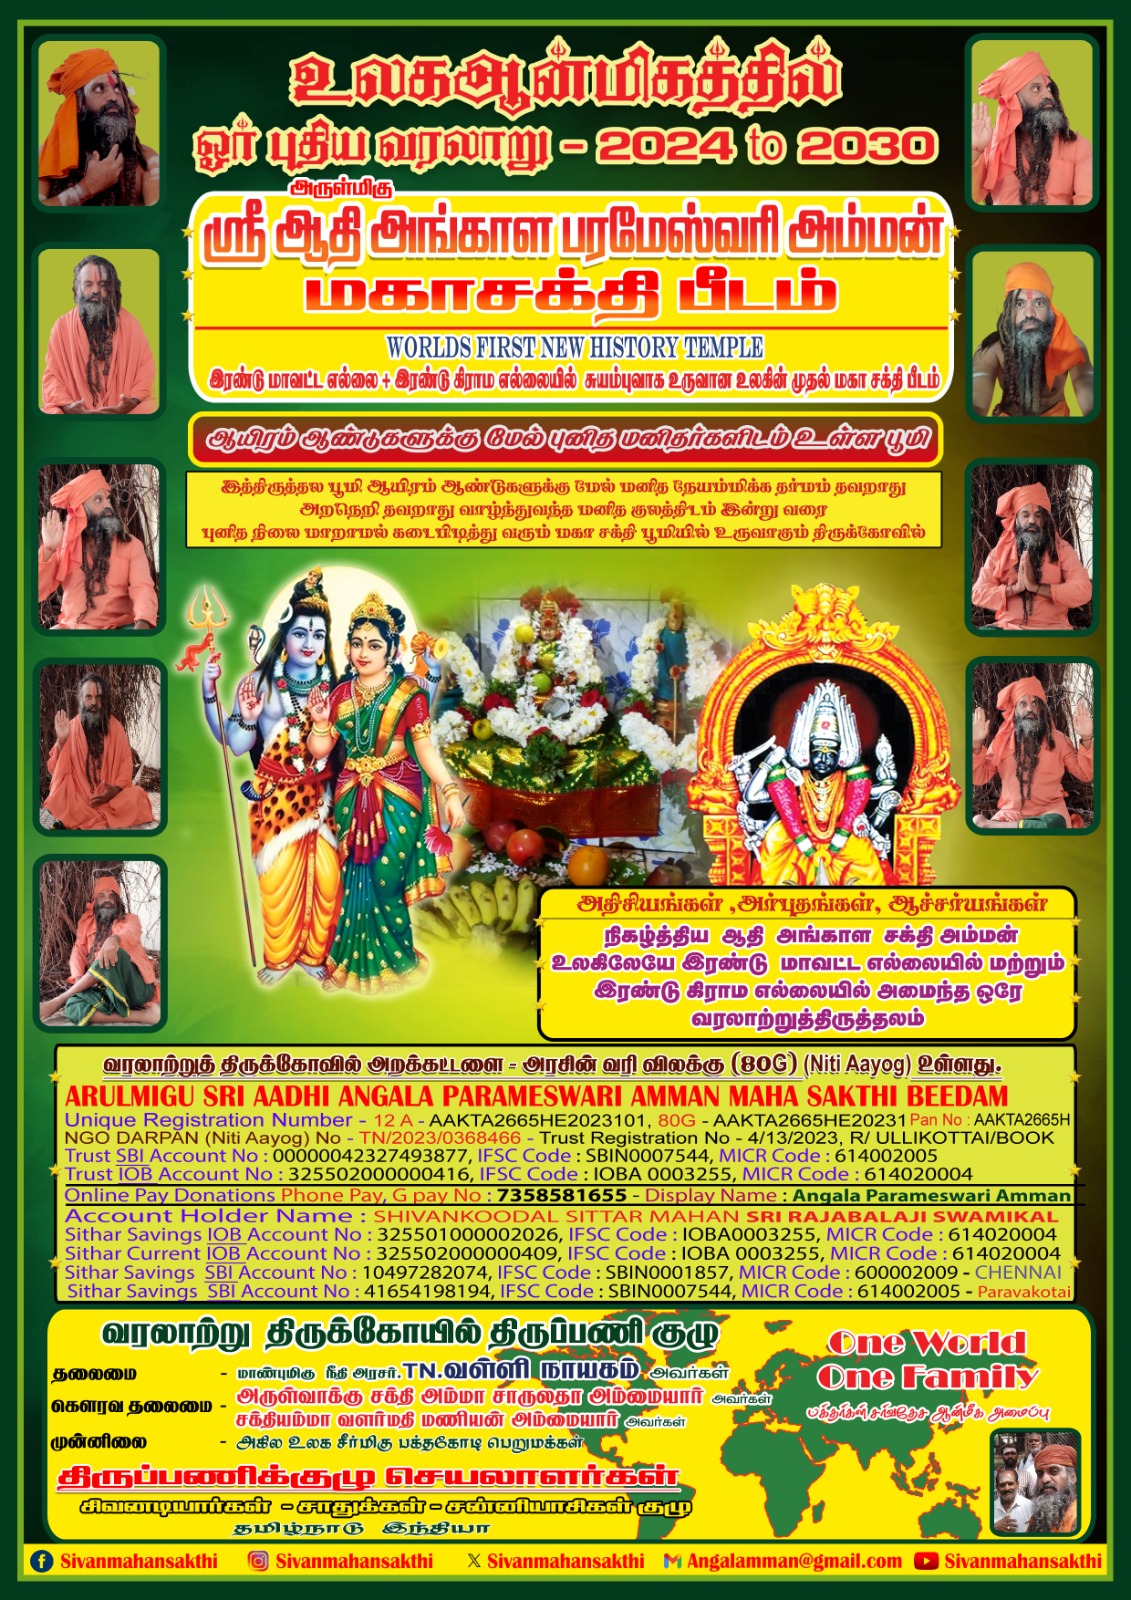 உலகஆன்மிகத்தில்
ஓர் புதிய வரலாறு - 2024 to 2030
அருள்மிகு
ஸ்ரீ ஆதி அங்காள பரமேஸ்வரி அம்மன்
மகாசக்தி பீடம்
WORLDS FIRST NEW HISTORY TEMPLE
இரண்டு மாவட்ட எல்லை + இரண்டு கிராம எல்லையில் சுயம்புவாக உருவான உலகின் முதல் மகா சக்தி பீடம்
ஆயிரம் ஆண்டுகளுக்கு மேல் புனித மனிதர்களிடம் உள்ள பூமி
இத்திருத்தல பூமி ஆயிரம் ஆண்டுகளுக்கு மேல் மனித நேயம்மிக்க தர்மம் தவறாது
அறநெறி தவறாது வாழ்ந்துவந்த மனித குலத்திடம் இன்று வரை
புனித நிலை மாறாமல் கடைபிடித்து வரும் மகா சக்தி பூமியில் உருவாகும் திருக்கோவில்
அதிசியங்கள் ,அர்புதங்கள், ஆச்சர்யங்கள்
நிகழ்த்திய ஆதி அங்காள சக்தி அம்மன்
உலகிலேயே இரண்டு மாவட்ட எல்லையில் மற்றும்
இரண்டு கிராம எல்லையில் அமைந்த ஒரே
வரலாற்றுத்திருத்தலம்
வரலாற்றுத் திருக்கோவில் அறக்கட்டளை - அரசின் வரி விலக்கு (80G) (Niti Aayog) உள்ளது.
ARULMIGU SRI AADHI ANGALA PARAMESWARI AMMAN MAHA SAKTHI BEEDAM
Unique Registration Number - 12 A - AAKTA2665HE2023101, 80G - AAKTA2665HE20231 Pan No : AAKTA2665H
NGO DARPAN (Niti Aayog) No - TN/2023/0368466 - Trust Registration No - 4/13/2023, R/ ULLIKOTTAI/BOOK
Trust SBI Account No : 00000042327493877, IFSC Code : SBIN0007544, MICR Code : 614002005
Trust IOB Account No : 325502000000416, IFSC Code : IOBA 0003255, MICR Code : 614020004
Online Pay Donations Phone Pay, G pay No : 7358581655 - Display Name : Angala Parameswari Amman
Account Holder Name : SHIVANKOODAL SITTAR MAHAN SRI RAJABALAJI SWAMIKAL
Sithar Savings IOB Account No : 325501000002026, IFSC Code : IOBA0003255, MICR Code : 614020004
Sithar Current IOB Account No : 325502000000409, IFSC Code : IOBA 0003255, MICR Code : 614020004
Sithar Savings SBI Account No : 10497282074, IFSC Code : SBIN0001857, MICR Code : 600002009 - CHENNAI
Sithar Savings SBI Account No : 41654198194, IFSC Code : SBIN0007544, MICR Code : 614002005 - Paravakotai
வரலாற்று திருக்கோயில் திருப்பணி குழு
தலைமை - மாண்புமிகு நீதி அரசர்.TN.வள்ளி நாயகம் அவர்கள்
கௌரவ தலைமை - அருள்வாக்கு சக்தி அம்மா சாருலதா அம்மையார் அவர்கள்
சக்தியம்மா வளர்மதி மணியன் அம்மையார் அவர்கள்
முன்னிலை - அகில உலக சீர்மிகு பக்தகோடி பெறுமக்கள்
திருப்பணிக்குழு செயலாளர்கள்
சிவனடியார்கள் - சாதுக்கள் - சன்னியாசிகள் குழு
தமிழ்நாடு இந்தியா
One World
One Family
பக்தர்கள் சர்வதேச ஆன்மீக அமைப்பு
Sivanmahansakthi Sivanmahansakthi Sivanmahansakthi Angalamman@gmail.com Sivanmahansakthi